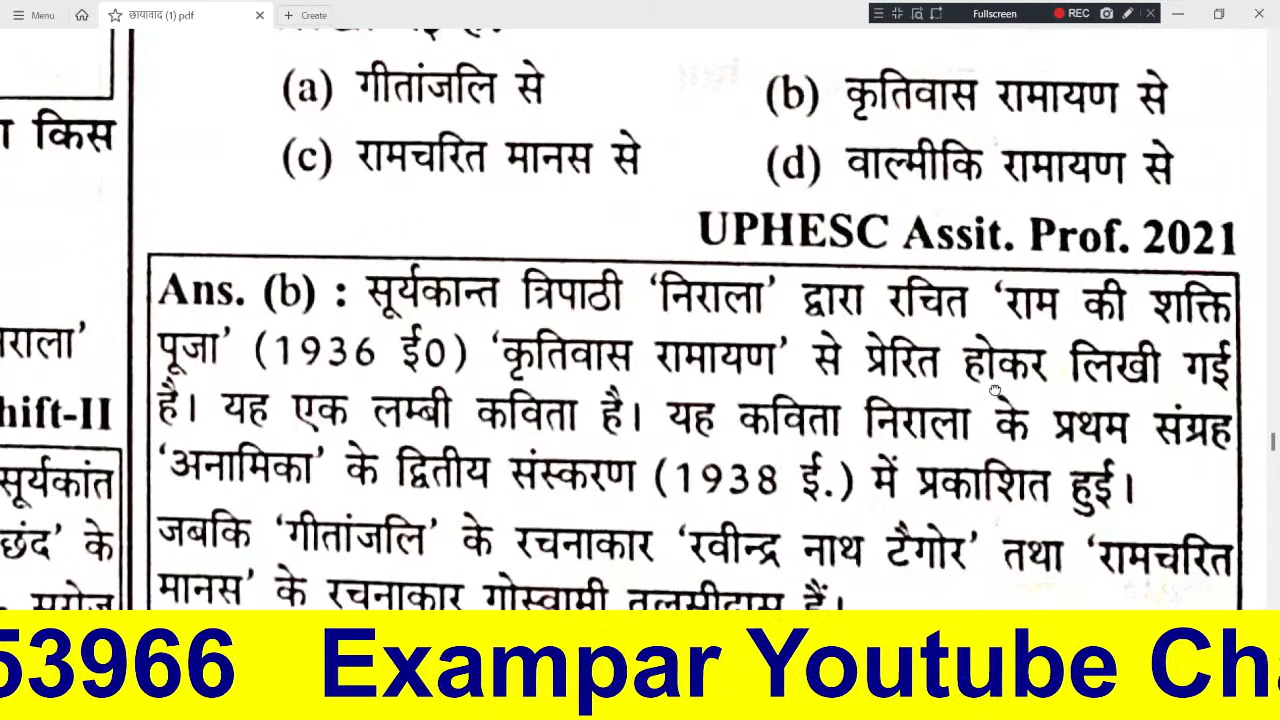 Menu
छायावाद (1).pdf
Create
Fullscreen
REC
(a) गीतांजलि से
(b) कृतिवास रामायण से
किस
(c) रामचरित मानस से
(d) वाल्मीकि रामायण से
UPHESC Assit. Prof. 2021
Ans. (b) : सूर्यकान्त त्रिपाठी ‘निराला’ द्वारा रचित ‘राम की शक्ति
पूजा’ (1936 ई0) ‘कृतिवास रामायण’ से प्रेरित होकर लिखी गई
है। यह एक लम्बी कविता है। यह कविता निराला के प्रथम संग्रह
‘अनामिका’ के द्वितीय संस्करण (1938 ई.) में प्रकाशित हुई।
hift-II
सूर्यकांत
छंद’ के
जबकि ‘गीतांजलि’ के रचनाकार ‘रवीन्द्र नाथ टैगोर’ तथा ‘रामचरित
मानस’ के रचनाकार गोस्वामी तुलसीदास हैं।
53966 Exampar Youtube Cha